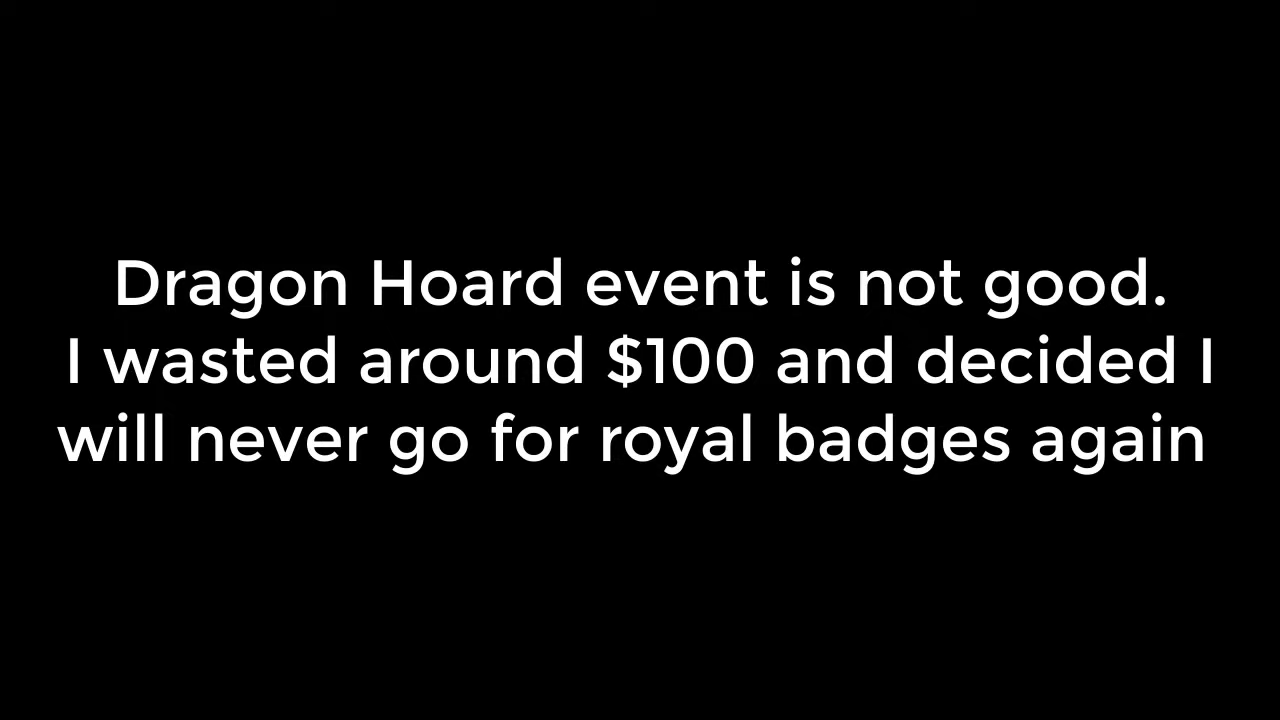 Dragon Hoard event is not good.
I wasted around $100 and decided I
will never go for royal badges again